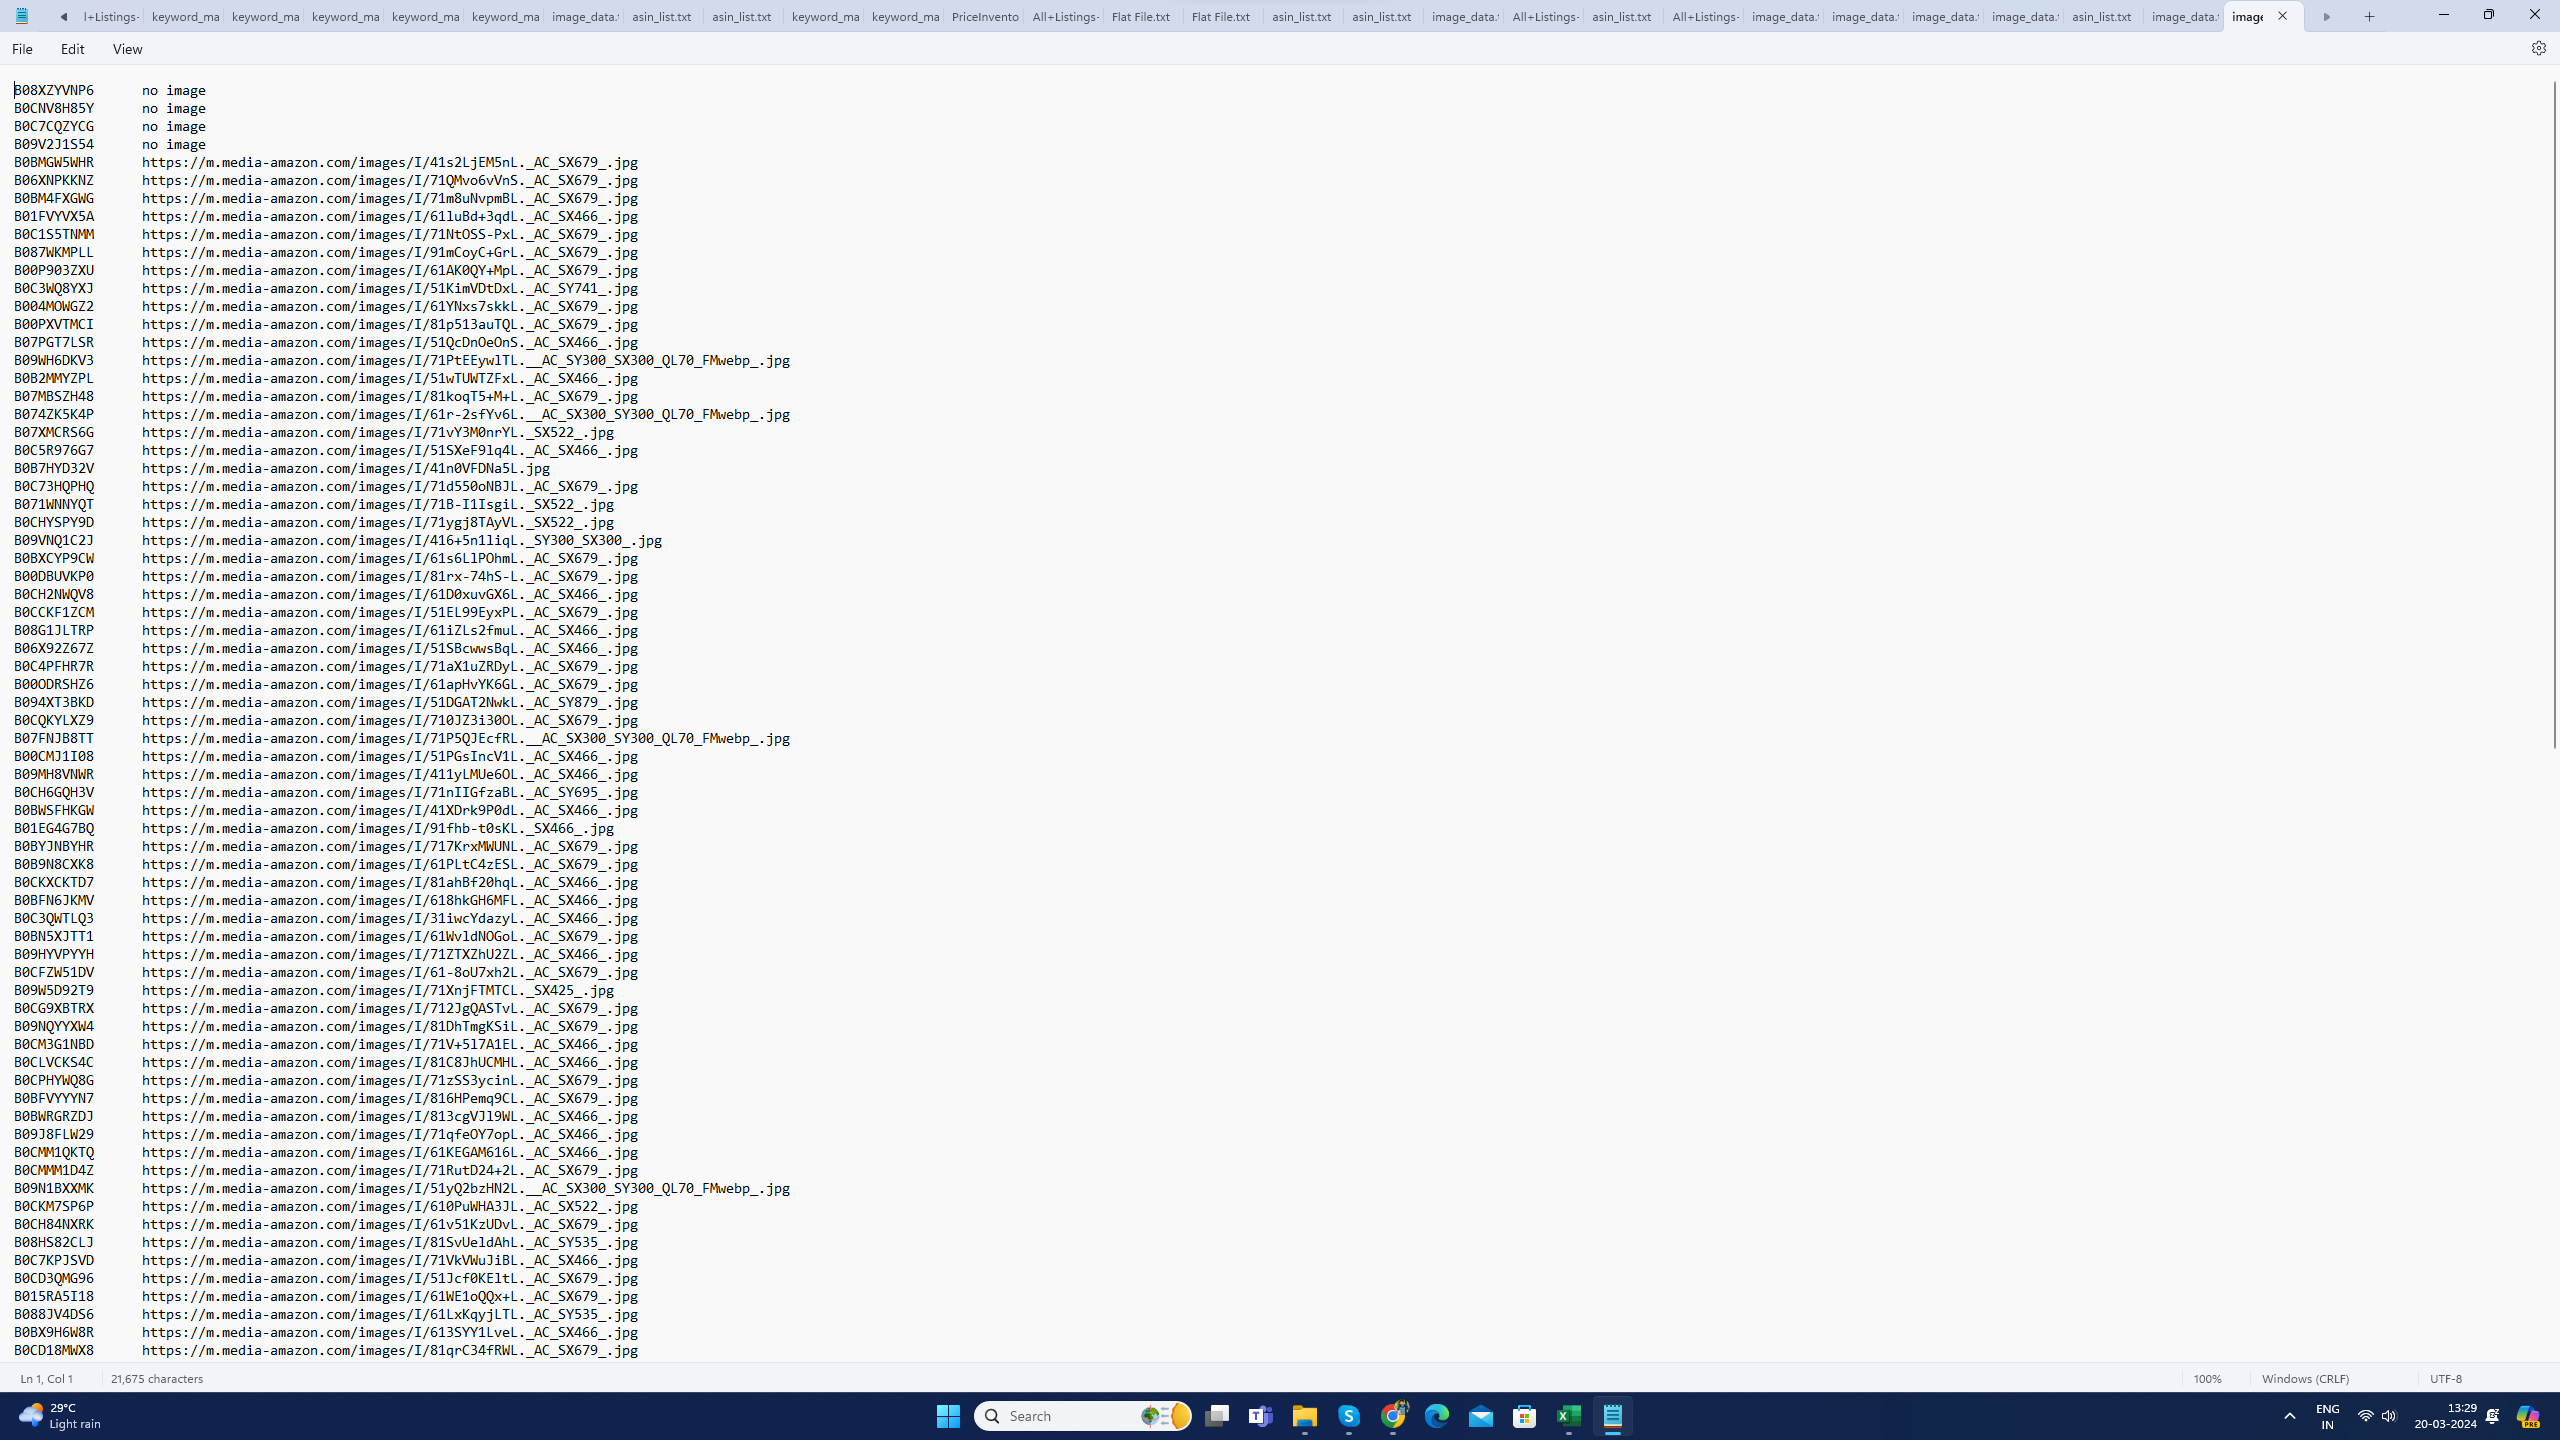 l+Listings- keyword_ma keyword_ma keyword_ma keyword_ma keyword_ma image_data.t asin_list.txt asin_list.txt keyword_ma keyword_ma PriceInvento All+Listings- Flat File.txt Flat File.txt asin_list.txt asin_list.txt image_data.t All+Listings- asin_list.txt All+Listings- image_data.t image_data.t image_data.t image_data.t asin_list.txt image_data.t image
File Edit View
B08XZYVNP6 no image
B0CNV8H85Y no image
B0C7CQZYCG no image
B09V2J1S54 no image
B0BMGW5WHR https://m.media-amazon.com/images/I/41s2LjEM5nL._AC_SX679_.jpg
B06XNPKKNZ https://m.media-amazon.com/images/I/71QMvo6vVnS._AC_SX679_.jpg
B0BM4FXGWG https://m.media-amazon.com/images/I/71m8uNvpmBL._AC_SX679_.jpg
B01FVYVX5A https://m.media-amazon.com/images/I/61luBd+3qdL._AC_SX466_.jpg
B0C1S5TNMM https://m.media-amazon.com/images/I/71NtOSS-PxL._AC_SX679_.jpg
B087WKMPLL https://m.media-amazon.com/images/I/91mCoyC+GrL._AC_SX679_.jpg
B00P903ZXU https://m.media-amazon.com/images/I/61AK0QY+MpL._AC_SX679_.jpg
B0C3WQ8YXJ https://m.media-amazon.com/images/I/51KimVDtDxL._AC_SY741_.jpg
B004MOWGZ2 https://m.media-amazon.com/images/I/61YNxs7skkL._AC_SX679_.jpg
B00PXVTMCI https://m.media-amazon.com/images/I/81p513auTQL._AC_SX679_.jpg
B07PGT7LSR https://m.media-amazon.com/images/I/51QcDnOeOnS._AC_SX466_.jpg
B09WH6DKV3 https://m.media-amazon.com/images/I/71PtEEywlTL.__AC_SY300_SX300_QL70_FMwebp_.jpg
B0B2MMYZPL https://m.media-amazon.com/images/I/51wTUWTZFxL._AC_SX466_.jpg
B07MBSZH48 https://m.media-amazon.com/images/I/81koqT5+M+L._AC_SX679_.jpg
B074ZK5K4P https://m.media-amazon.com/images/I/61r-2sfYv6L.__AC_SX300_SY300_QL70_FMwebp_.jpg
B07XMCRS6G https://m.media-amazon.com/images/I/71vY3M0nrYL._SX522_.jpg
B0C5R976G7 https://m.media-amazon.com/images/I/51SXeF9lq4L._AC_SX466_.jpg
B0B7HYD32V https://m.media-amazon.com/images/I/41n0VFDNa5L.jpg
B0C73HQPHQ https://m.media-amazon.com/images/I/71d550oNBJL._AC_SX679_.jpg
B071WNNYQT https://m.media-amazon.com/images/I/71B-I1IsgiL._SX522_.jpg
B0CHYSPY9D https://m.media-amazon.com/images/I/71ygj8TAyVL._SX522_.jpg
B09VNQ1C2J https://m.media-amazon.com/images/I/416+5n1liqL._SY300_SX300_.jpg
B0BXCYP9CW https://m.media-amazon.com/images/I/61s6LlPOhmL._AC_SX679_.jpg
B00DBUVKP0 https://m.media-amazon.com/images/I/81rx-74hS-L._AC_SX679_.jpg
B0CH2NWQV8 https://m.media-amazon.com/images/I/61D0xuvGX6L._AC_SX466_.jpg
B0CCKF1ZCM https://m.media-amazon.com/images/I/51EL99EyxPL._AC_SX679_.jpg
B08G1JLTRP https://m.media-amazon.com/images/I/61iZLs2fmuL._AC_SX466_.jpg
B06X92Z67Z https://m.media-amazon.com/images/I/51SBcwwsBqL._AC_SX466_.jpg
B0C4PFHR7R https://m.media-amazon.com/images/I/71aX1uZRDyL._AC_SX679_.jpg
B00ODRSHZ6 https://m.media-amazon.com/images/I/61apHvYK6GL._AC_SX679_.jpg
B094XT3BKD https://m.media-amazon.com/images/I/51DGAT2NwkL._AC_SY879_.jpg
B0CQKYLXZ9 https://m.media-amazon.com/images/I/710JZ3i30OL._AC_SX679_.jpg
B07FNJB8TT https://m.media-amazon.com/images/I/71P5QJEcfRL.__AC_SX300_SY300_QL70_FMwebp_.jpg
B00CMJ1I08 https://m.media-amazon.com/images/I/51PGsIncV1L._AC_SX466_.jpg
B09MH8VNWR https://m.media-amazon.com/images/I/411yLMUe6OL._AC_SX466_.jpg
B0CH6GQH3V https://m.media-amazon.com/images/I/71nIIGfzaBL._AC_SY695_.jpg
B0BWSFHKGW https://m.media-amazon.com/images/I/41XDrk9P0dL._AC_SX466_.jpg
B01EG4G7BQ https://m.media-amazon.com/images/I/91fhb-t0sKL._SX466_.jpg
B0BYJNBYHR https://m.media-amazon.com/images/I/717KrxMWUNL._AC_SX679_.jpg
B0B9N8CXK8 https://m.media-amazon.com/images/I/61PLtC4zESL._AC_SX679_.jpg
B0CKXCKTD7 https://m.media-amazon.com/images/I/81ahBf20hqL._AC_SX466_.jpg
B0BFN6JKMV https://m.media-amazon.com/images/I/618hkGH6MFL._AC_SX466_.jpg
B0C3QWTLQ3 https://m.media-amazon.com/images/I/31iwcYdazyL._AC_SX466_.jpg
B0BN5XJTT1 https://m.media-amazon.com/images/I/61WvldNOGoL._AC_SX679_.jpg
B09HYVPYYH https://m.media-amazon.com/images/I/71ZTXZhU2ZL._AC_SX466_.jpg
B0CFZW51DV https://m.media-amazon.com/images/I/61-8oU7xh2L._AC_SX679_.jpg
B09W5D92T9 https://m.media-amazon.com/images/I/71XnjFTMTCL._SX425_.jpg
B0CG9XBTRX https://m.media-amazon.com/images/I/712JgQASTvL._AC_SX679_.jpg
B09NQYYXW4 https://m.media-amazon.com/images/I/81DhTmgKSiL._AC_SX679_.jpg
B0CM3G1NBD https://m.media-amazon.com/images/I/71V+5l7A1EL._AC_SX466_.jpg
B0CLVCKS4C https://m.media-amazon.com/images/I/81C8JhUCMHL._AC_SX466_.jpg
B0CPHYWQ8G https://m.media-amazon.com/images/I/71zSS3ycinL._AC_SX679_.jpg
B0BFVYYYN7 https://m.media-amazon.com/images/I/816HPemq9CL._AC_SX679_.jpg
B0BWRGRZDJ https://m.media-amazon.com/images/I/813cgVJl9WL._AC_SX466_.jpg
B09J8FLW29 https://m.media-amazon.com/images/I/71qfeOY7opL._AC_SX466_.jpg
B0CMM1QKTQ https://m.media-amazon.com/images/I/61KEGAM616L._AC_SX466_.jpg
B0CMMM1D4Z https://m.media-amazon.com/images/I/71RutD24+2L._AC_SX679_.jpg
B09N1BXXMK https://m.media-amazon.com/images/I/51yQ2bzHN2L.__AC_SX300_SY300_QL70_FMwebp_.jpg
B0CKM7SP6P https://m.media-amazon.com/images/I/610PuWHA3JL._AC_SX522_.jpg
B0CH84NXRK https://m.media-amazon.com/images/I/61v51KzUDvL._AC_SX679_.jpg
B08HS82CLJ https://m.media-amazon.com/images/I/81SvUeldAhL._AC_SY535_.jpg
B0C7KPJSVD https://m.media-amazon.com/images/I/71VkVWuJiBL._AC_SX466_.jpg
B0CD3QMG96 https://m.media-amazon.com/images/I/51Jcf0KEltL._AC_SX679_.jpg
B015RA5I18 https://m.media-amazon.com/images/I/61WE1oQQx+L._AC_SX679_.jpg
B088JV4DS6 https://m.media-amazon.com/images/I/61LxKqyjLTL._AC_SY535_.jpg
B0BX9H6W8R https://m.media-amazon.com/images/I/613SYY1LveL._AC_SX466_.jpg
B0CD18MWX8 https://m.media-amazon.com/images/I/81qrC34fRWL._AC_SX679_.jpg
Ln 1, Col 1 21,675 characters 100% Windows (CRLF) UTF-8
29°C
Light rain
Search
ENG
IN
13:29
20-03-2024
PRE